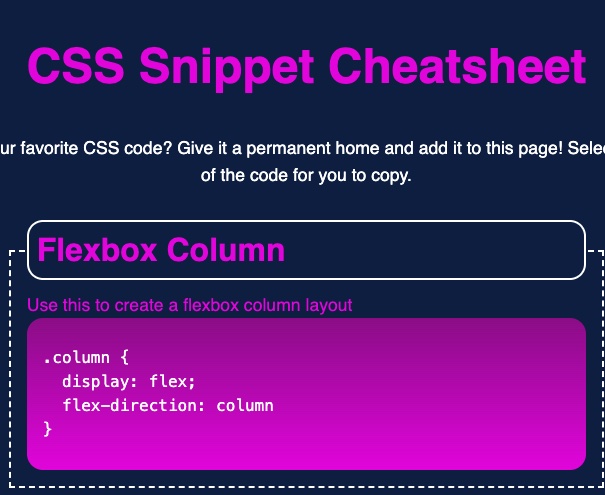 CSS Snippet Cheatsheet
ur favorite CSS code? Give it a permanent home and add it to this page! Selec
of the code for you to copy.
Flexbox Column
Use this to create a flexbox column layout
.column {
  display: flex;
  flex-direction: column
}